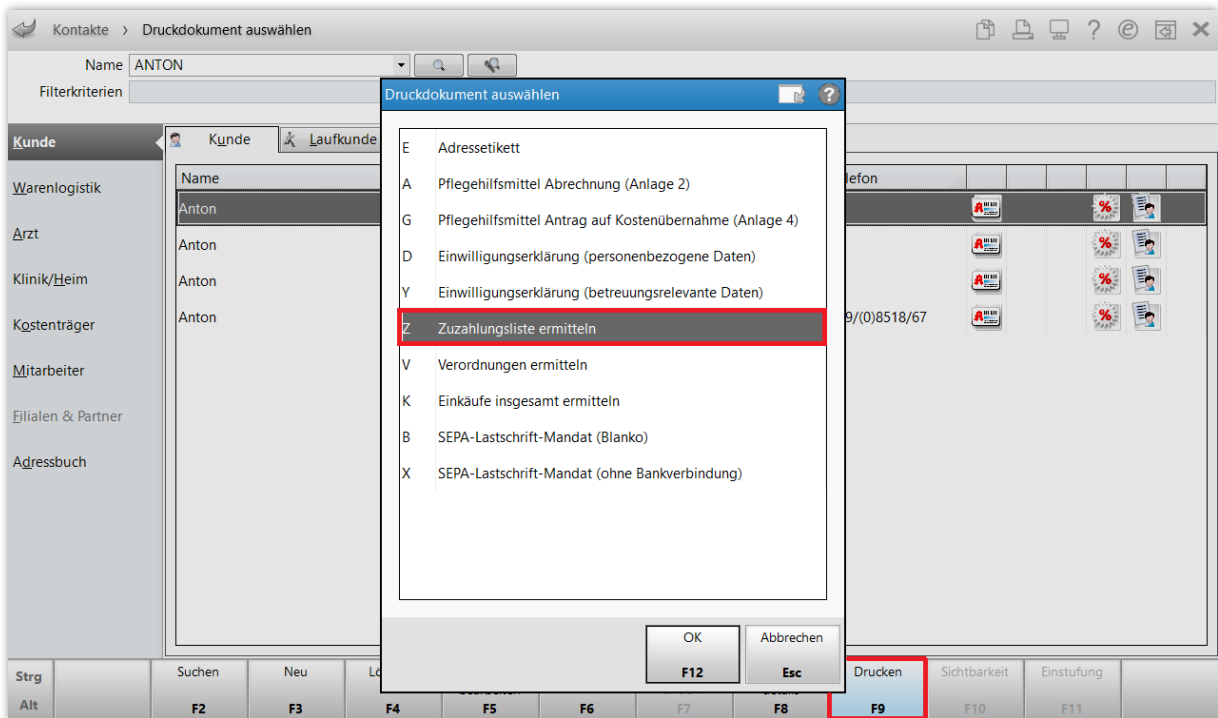 Kontakte > Druckdokument auswählen
Name ANTON
Filterkriterien
Druckdokument auswählen
Kunde
Warenlogistik
Arzt
Klinik/Heim
Kostenträger
Mitarbeiter
Filialen & Partner
Adressbuch
Kunde Laufkunde
Name
Anton
Anton
Anton
Anton
E Adressetikett
A Pflegehilfsmittel Abrechnung (Anlage 2)
G Pflegehilfsmittel Antrag auf Kostenübernahme (Anlage 4)
D Einwilligungserklärung (personenbezogene Daten)
Y Einwilligungserklärung (betreuungsrelevante Daten)
Z Zuzahlungsliste ermitteln
V Verordnungen ermitteln
K Einkäufe insgesamt ermitteln
B SEPA-Lastschrift-Mandat (Blanko)
X SEPA-Lastschrift-Mandat (ohne Bankverbindung)
lefon
9/(0)8518/67
OK F12
Abbrechen Esc
Strg
Alt
Suchen F2
Neu F3
Lö F4
F5
F6
F7
F8
Drucken F9
Sichtbarkeit F10
Einstufung F11